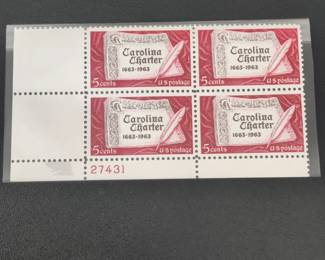 Carolina
Charter
1663-1963
5 cents
U S postage
Carolina
Charter
1663-1963
5 cents
U S postage
Carolina
Charter
1663-1963
5 cents
U S postage
Carolina
Charter
1663-1963
5 cents
U S postage
27431